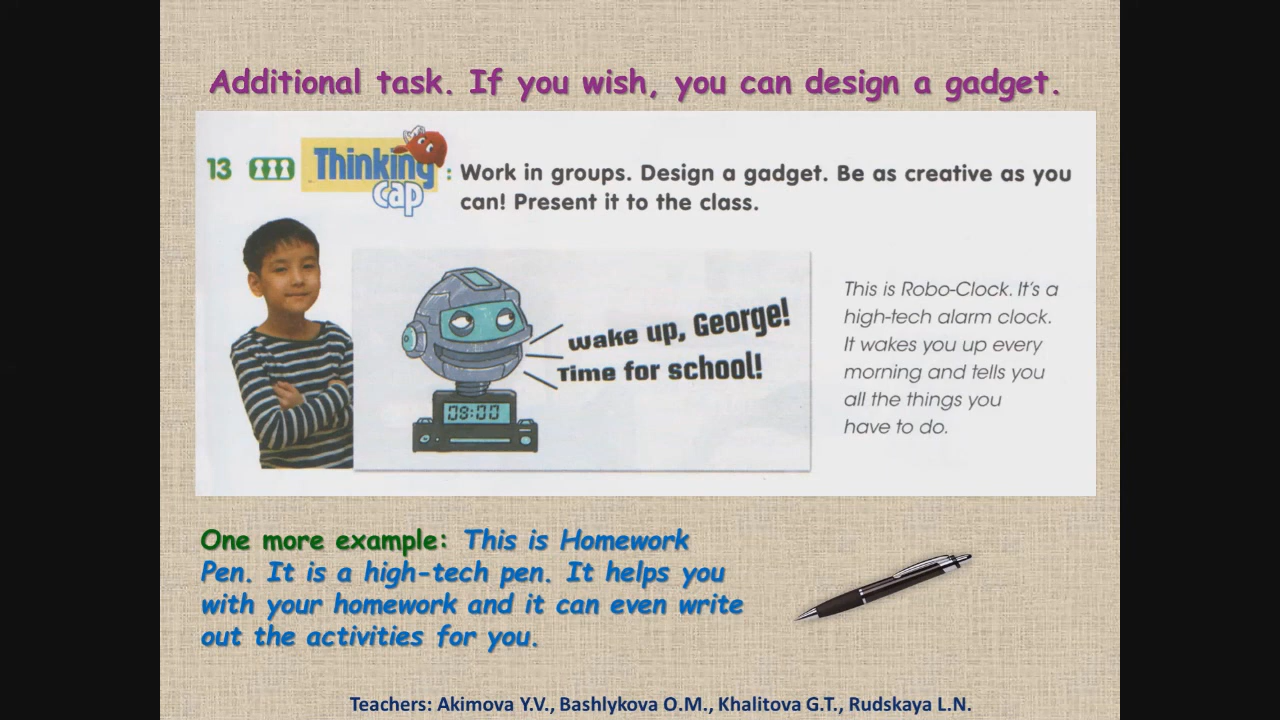 Additional task. If you wish, you can design a gadget.
13 Thinking cap : Work in groups. Design a gadget. Be as creative as you
can! Present it to the class.
Wake up, George!
Time for school!
08:00
This is Robo-Clock. It's a
high-tech alarm clock.
It wakes you up every
morning and tells you
all the things you
have to do.
One more example: This is Homework
Pen. It is a high-tech pen. It helps you
with your homework and it can even write
out the activities for you.
Teachers: Akimova Y.V., Bashlykova O.M., Khalitova G.T., Rudskaya L.N.